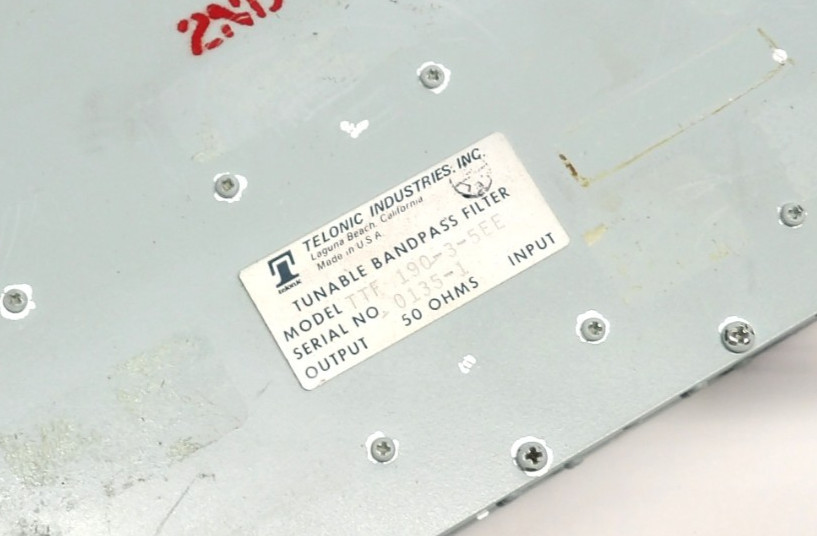 2ND
TELONIC INDUSTRIES, INC.
Laguna Beach, California
Made in U.S.A.
telonic
TUNABLE BANDPASS FILTER
MODEL TTF 190-3-5EE
SERIAL NO. 0135-1
50 OHMS
OUTPUT INPUT